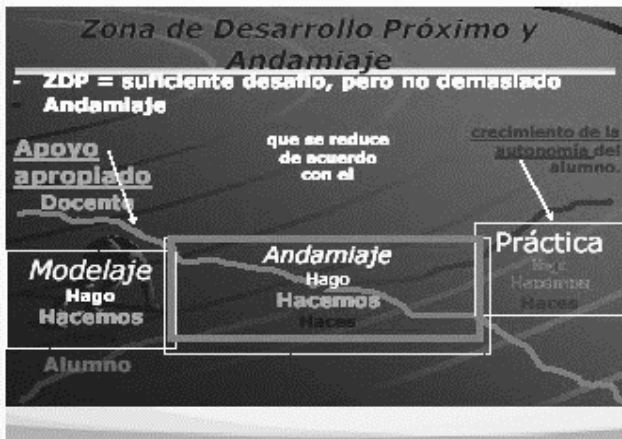 Zona de Desarrollo Próximo y
Andamiaje
- ZDP = suficiente desafío, pero no demasiado
- Andamiaje
Apoyo
apropiado
Docente
que se reduce
de acuerdo
con el
crecimiento de la
autonomía del
alumno.
Modelaje
Hago
Hacemos
Andamiaje
Hago
Hacemos
Haces
Práctica
Hago
Hacemos
Haces
Alumno